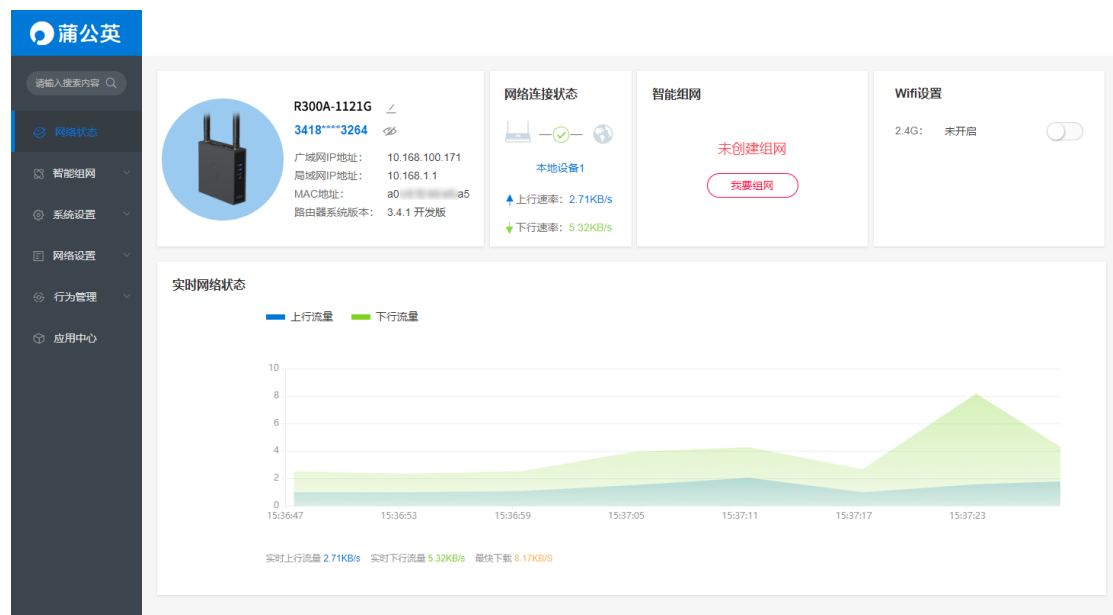 蒲公英
请输入搜索内容
网络状态
智能组网
系统设置
网络设置
行为管理
应用中心
R300A-1121G
3418****3264
广域网IP地址： 10.168.100.171
局域网IP地址： 10.168.1.1
MAC地址： a0 a5
路由器系统版本： 3.4.1 开发版
网络连接状态
本地设备1
上行速率：2.71KB/s
下行速率：5.32KB/s
智能组网
未创建组网
我要组网
Wifi设置
2.4G： 未开启
实时网络状态
上行流量 下行流量
10
8
6
4
2
0
15:36:47 15:36:53 15:36:59 15:37:05 15:37:11 15:37:17 15:37:23
实时上行流量 2.71KB/s 实时下行流量 5.32KB/s 最快下载 8.17KB/S